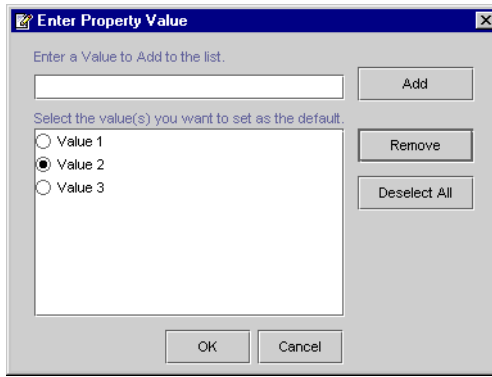 Enter Property Value
Enter a Value to Add to the list.
Add
Select the value(s) you want to set as the default.
Value 1
Remove
Value 2
Value 3
Deselect All
OK
Cancel